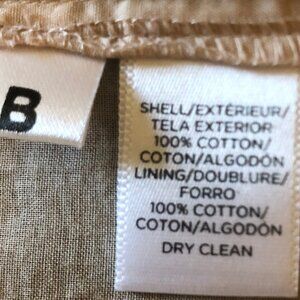 B
SHELL/EXTÉRIEUR/
TELA EXTERIOR
100% COTTON/
COTON/ALGODÓN
LINING/DOUBLURE/
FORRO
100% COTTON/
COTON/ALGODÓN
DRY CLEAN